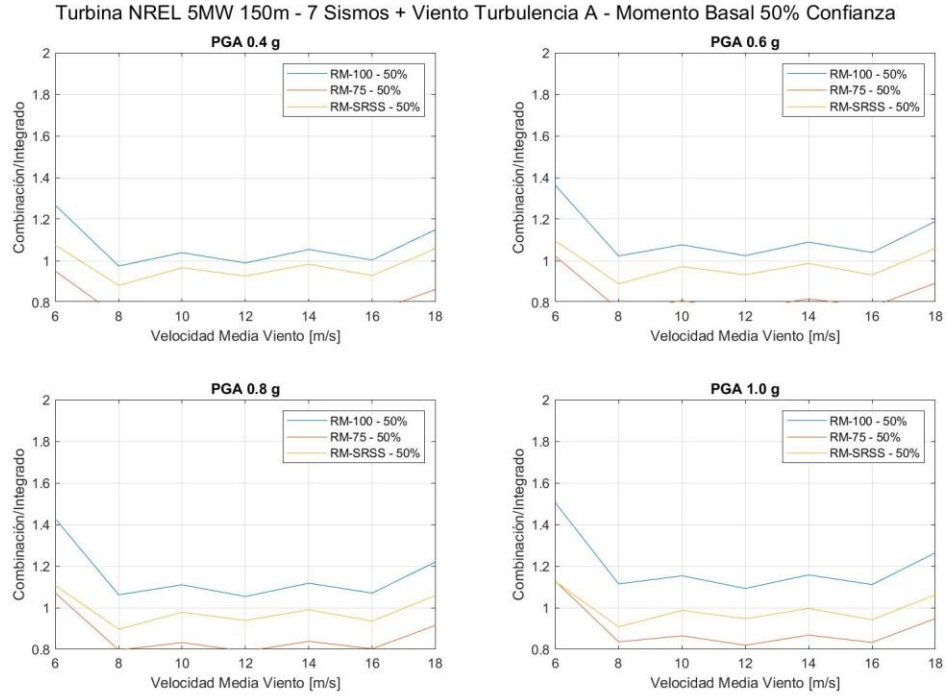 Turbina NREL 5MW 150m - 7 Sismos + Viento Turbulencia A - Momento Basal 50% Confianza
PGA 0.4 g
Combinación/Integrado
2
1.8
1.6
1.4
1.2
1
0.8
RM-100 - 50%
RM-75 - 50%
RM-SRSS - 50%
6 8 10 12 14 16 18
Velocidad Media Viento [m/s]
PGA 0.6 g
Combinación/Integrado
2
1.8
1.6
1.4
1.2
1
0.8
RM-100 - 50%
RM-75 - 50%
RM-SRSS - 50%
6 8 10 12 14 16 18
Velocidad Media Viento [m/s]
PGA 0.8 g
Combinación/Integrado
2
1.8
1.6
1.4
1.2
1
0.8
RM-100 - 50%
RM-75 - 50%
RM-SRSS - 50%
6 8 10 12 14 16 18
Velocidad Media Viento [m/s]
PGA 1.0 g
Combinación/Integrado
2
1.8
1.6
1.4
1.2
1
0.8
RM-100 - 50%
RM-75 - 50%
RM-SRSS - 50%
6 8 10 12 14 16 18
Velocidad Media Viento [m/s]